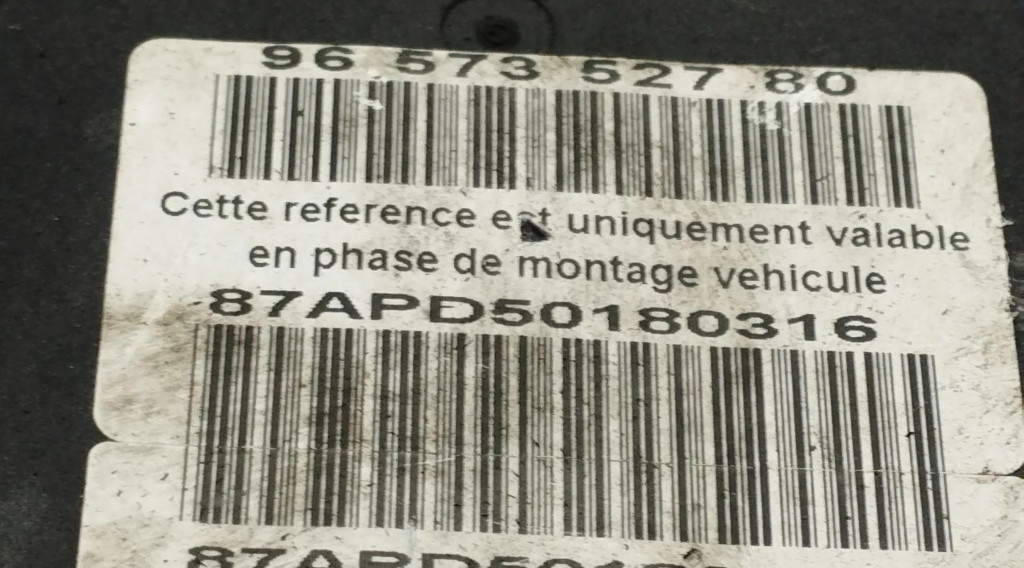 96 573 527 80
Cette reference est uniquement valable
en phase de montage vehicule
87APD50180316